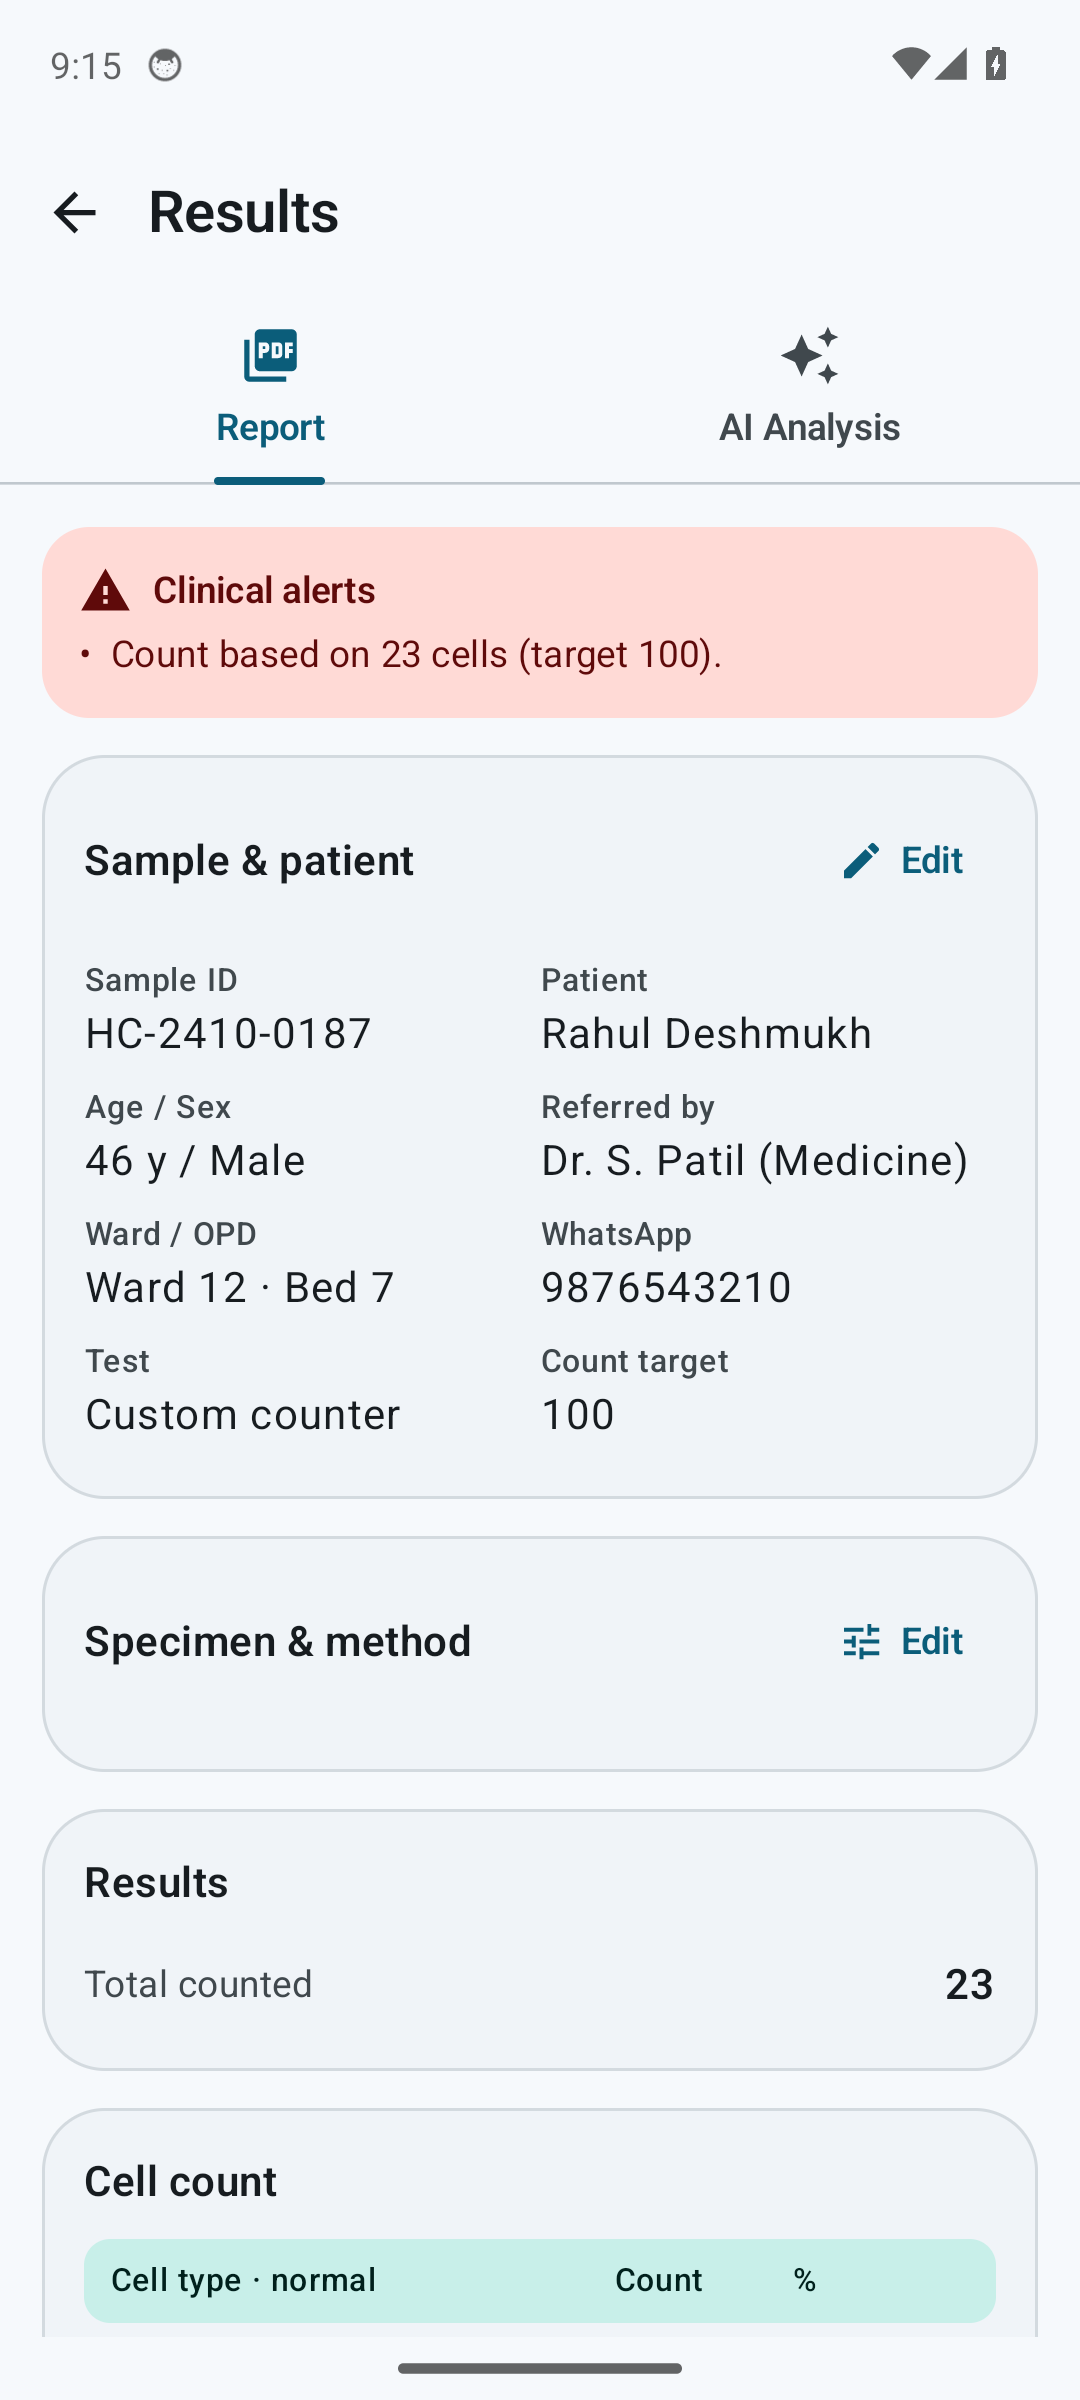 9:15
Results
PDF
Report
AI Analysis
Clinical alerts
• Count based on 23 cells (target 100).
Sample & patient
Edit
Sample ID
Patient
HC-2410-0187
Rahul Deshmukh
Age / Sex
Referred by
46 y / Male
Dr. S. Patil (Medicine)
Ward / OPD
WhatsApp
Ward 12 · Bed 7
9876543210
Test
Count target
Custom counter
100
Specimen & method
Edit
Results
Total counted
23
Cell count
Cell type · normal
Count
%